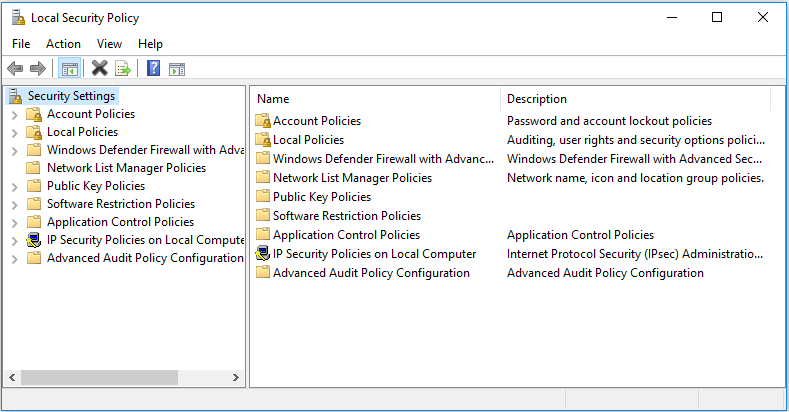 Local Security Policy
File Action View Help
Security Settings
Account Policies
Local Policies
Windows Defender Firewall with Adva
Network List Manager Policies
Public Key Policies
Software Restriction Policies
Application Control Policies
IP Security Policies on Local Compute
Advanced Audit Policy Configuration
Name Description
Account Policies Password and account lockout policies
Local Policies Auditing, user rights and security options polici...
Windows Defender Firewall with Advanc... Windows Defender Firewall with Advanced Sec...
Network List Manager Policies Network name, icon and location group policies.
Public Key Policies
Software Restriction Policies
Application Control Policies Application Control Policies
IP Security Policies on Local Computer Internet Protocol Security (IPsec) Administratio...
Advanced Audit Policy Configuration Advanced Audit Policy Configuration